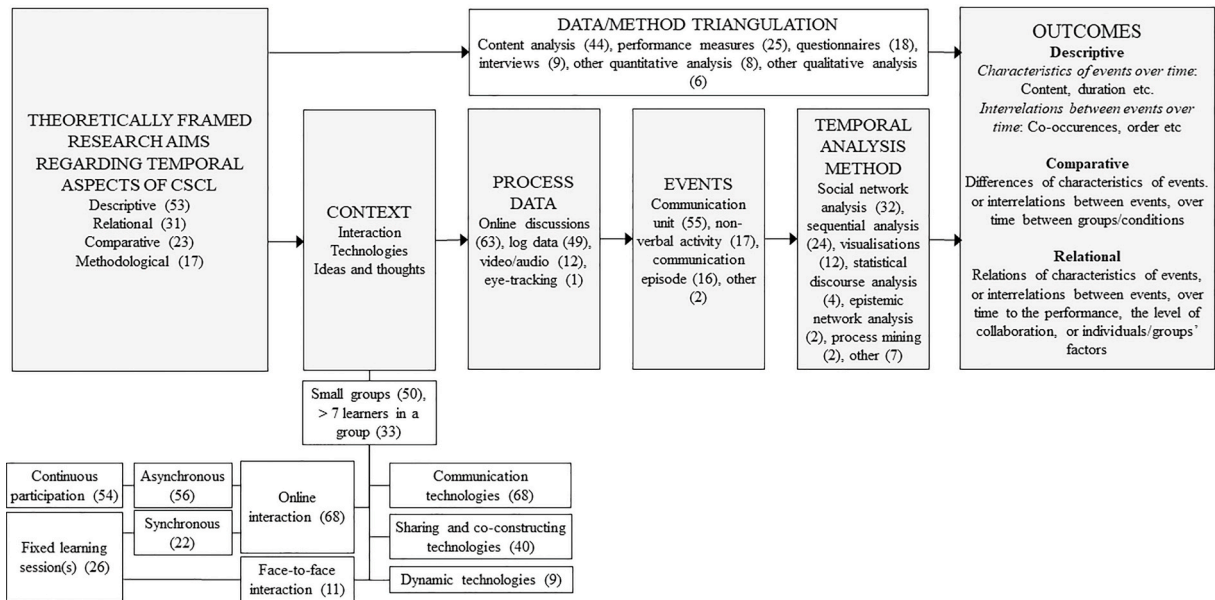 DATA/METHOD TRIANGULATION
Content analysis (44), performance measures (25), questionnaires (18),
interviews (9), other quantitative analysis (8), other qualitative analysis
(6)
THEORETICALLY FRAMED
RESEARCH AIMS
REGARDING TEMPORAL
ASPECTS OF CSCL
Descriptive (53)
Relational (31)
Comparative (23)
Methodological (17)
CONTEXT
Interaction
Technologies
Ideas and thoughts
PROCESS
DATA
Online discussions
(63), log data (49),
video/audio (12),
eye-tracking (1)
EVENTS
Communication
unit (55), non-
verbal activity (17),
communication
episode (16), other
(2)
TEMPORAL
ANALYSIS
METHOD
Social network
analysis (32),
sequential analysis
(24), visualisations
(12), statistical
discourse analysis
(4), epistemic
network analysis
(2), process mining
(2), other (7)
OUTCOMES
Descriptive
Characteristics of events over time:
Content, duration etc.
Interrelations between events over
time: Co-occurences, order etc
Comparative
Differences of characteristics of events.
or interrelations between events, over
time between groups/conditions
Relational
Relations of characteristics of events,
or interrelations between events, over
time to the performance, the level of
collaboration, or individuals/groups’
factors
Small groups (50),
> 7 learners in a
group (33)
Continuous
participation (54)
Asynchronous
(56)
Online
interaction
(68)
Communication
technologies (68)
Fixed learning
session(s) (26)
Synchronous
(22)
Sharing and co-constructing
technologies (40)
Face-to-face
interaction (11)
Dynamic technologies (9)